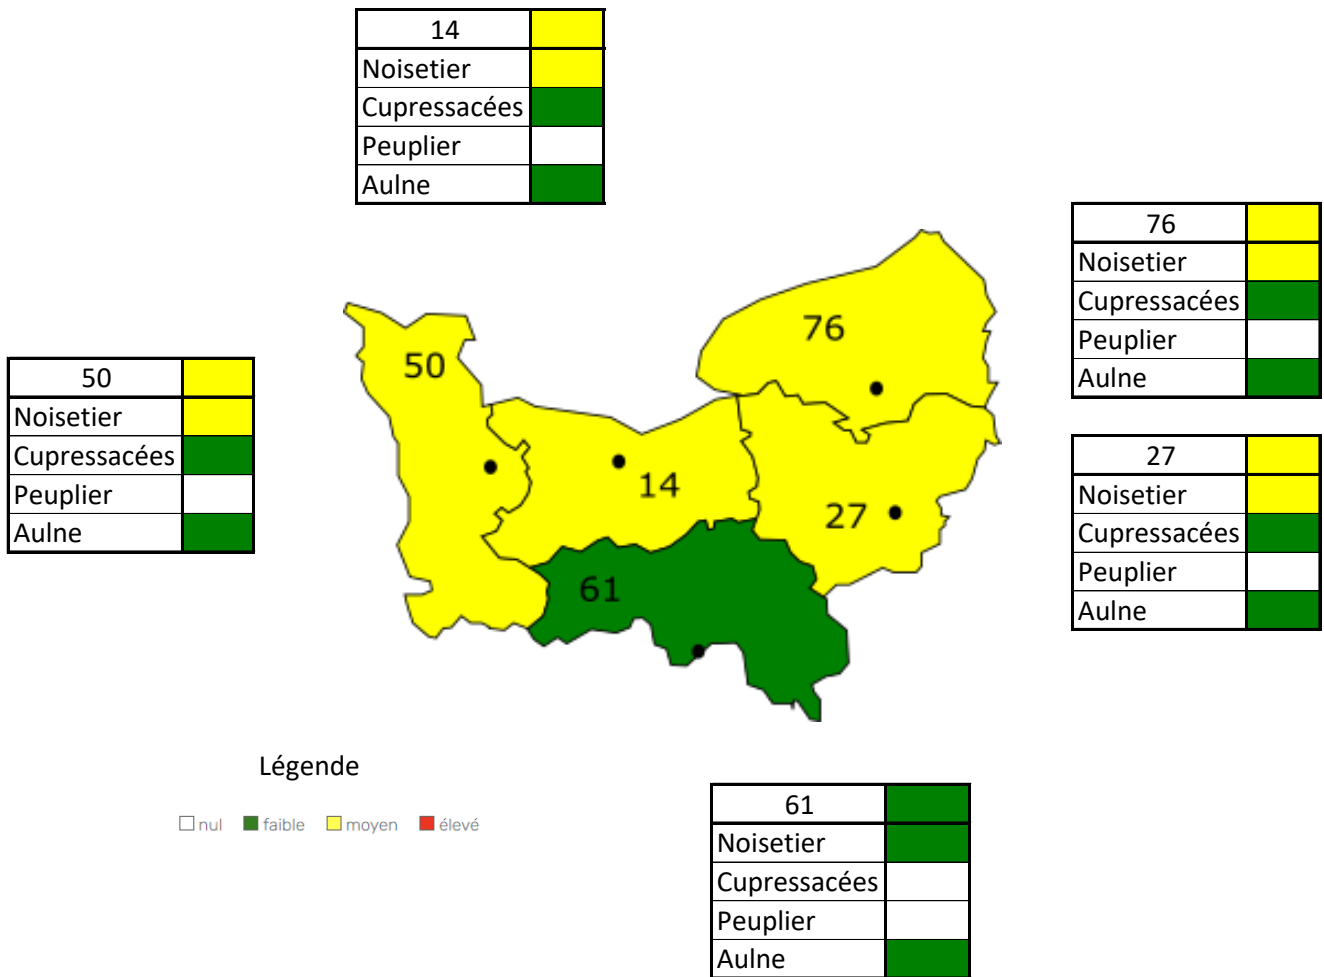 14
Noisetier
Cupressacées
Peuplier
Aulne
76
Noisetier
Cupressacées
Peuplier
Aulne
50
Noisetier
Cupressacées
Peuplier
Aulne
27
Noisetier
Cupressacées
Peuplier
Aulne
76
50
14
27
61
Légende
nul faible moyen élevé
61
Noisetier
Cupressacées
Peuplier
Aulne